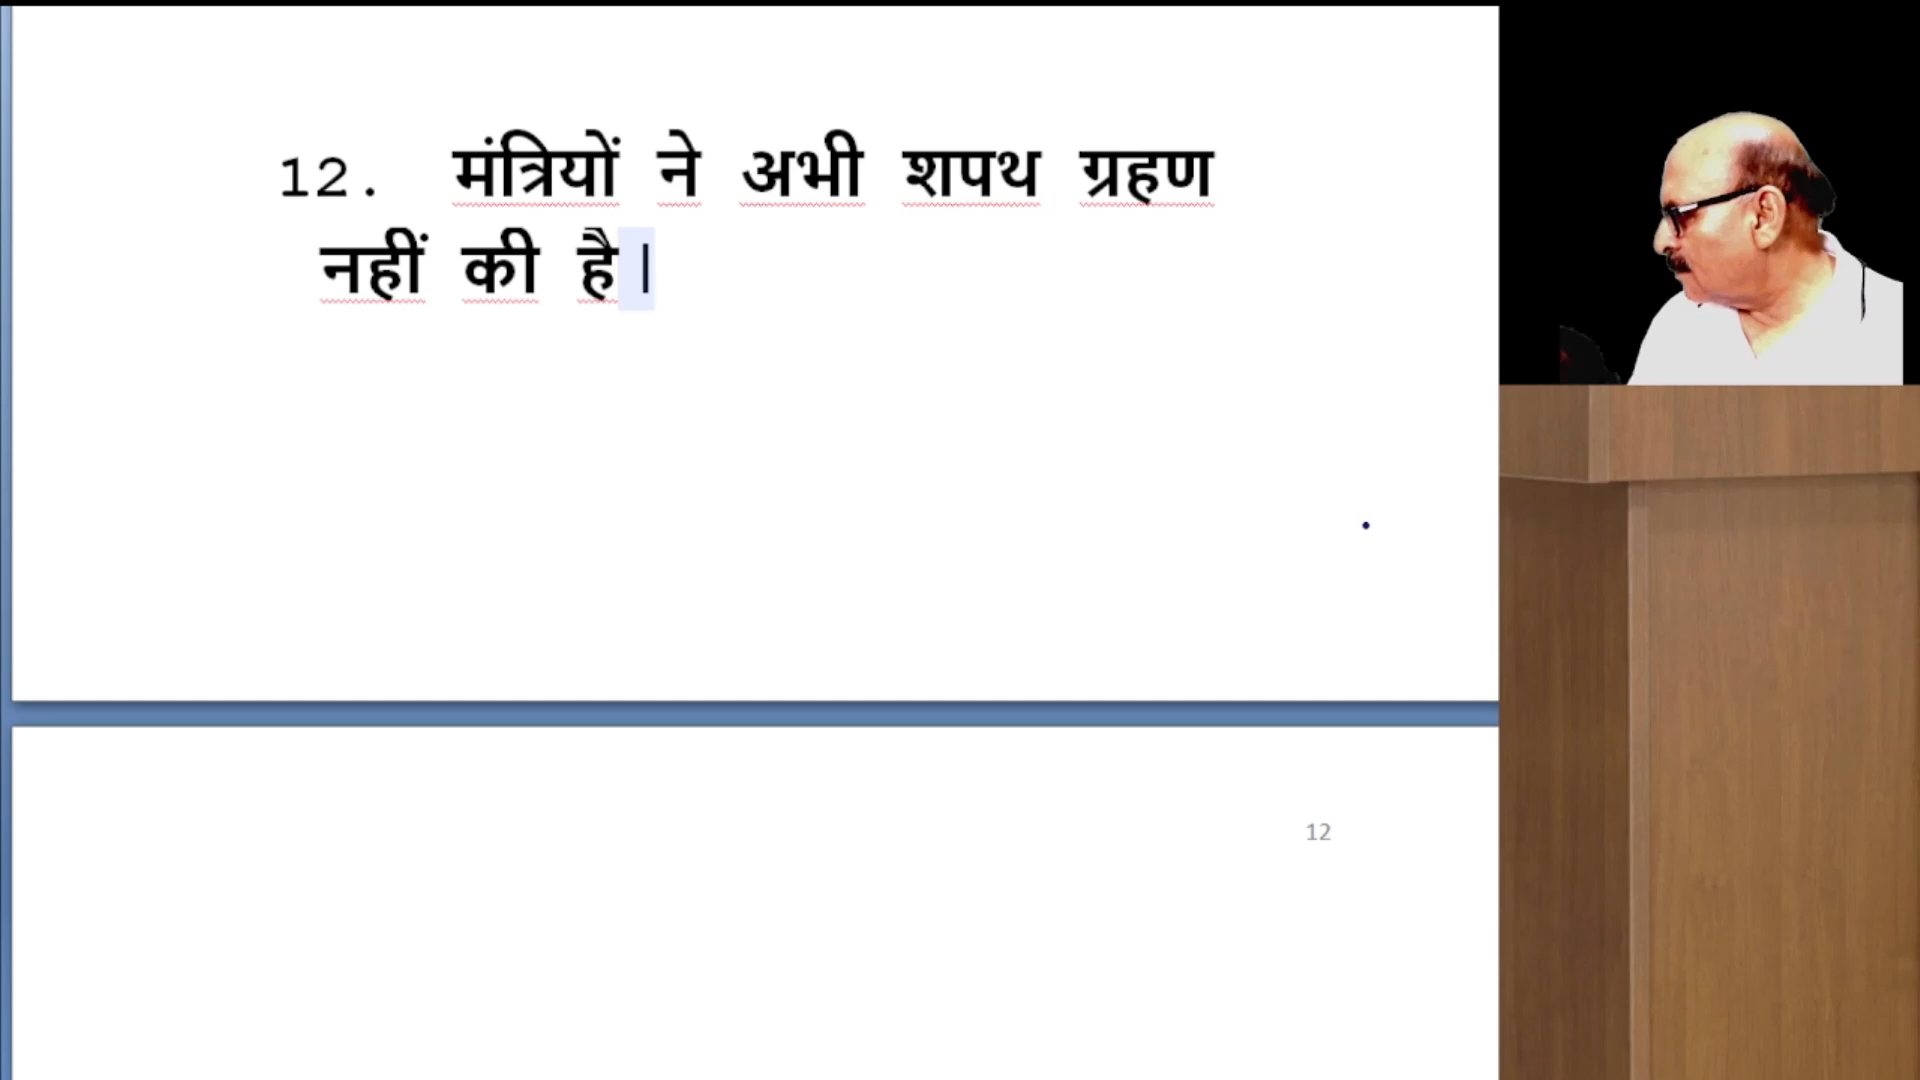 12. मंत्रियों ने अभी शपथ ग्रहण
नहीं की है।
12